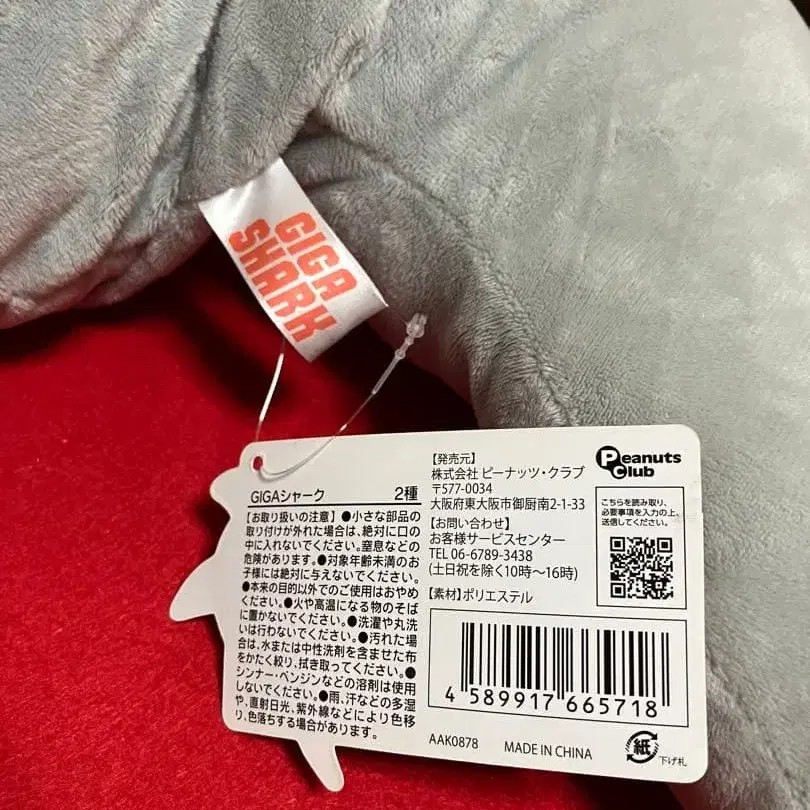 GIGA
SHARK
GIGAシャーク 2種
【お取り扱いの注意】●小さな部品の
取り付けが外れた場合は、絶対に口の
中に入れないでください。窒息などの
危険があります。●対象年齢未満のお
子様には絶対に与えないでください。
●本来の目的以外でのご使用はおやめ
ください。●火や高温になる物のそば
に置かないでください。●洗濯や丸洗
いは行わないでください。●汚れた場
合は、水または中性洗剤を含ませた布
をかたく絞り、拭き取ってください。●
シンナー・ベンジンなどの溶剤は使用
しないでください。●雨、汗などの多湿
や、直射日光、紫外線などにより色移
り、色落ちする場合があります。
【発売元】
株式会社 ピーナッツ・クラブ
〒577-0034
大阪府東大阪市御厨南2-1-33
【お問い合わせ】
お客様サービスセンター
TEL 06-6789-3438
(土日祝を除く10時～16時)
【素材】ポリエステル
Peanuts
Club
こちらを読み取り、
必要事項を入力の上、
送信してください。
4 589917 665718
AAK0878 MADE IN CHINA
紙
下げ札